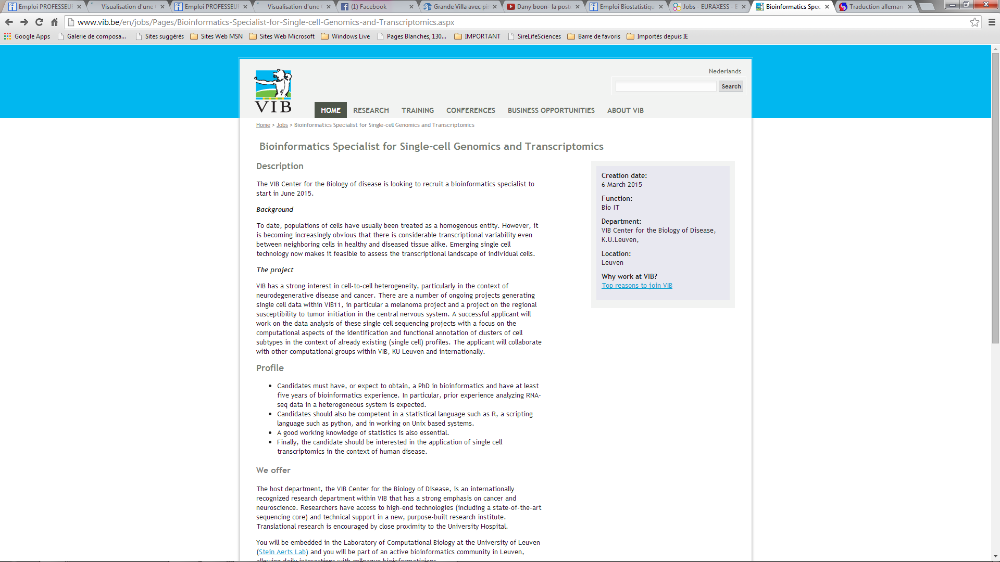 Emploi PROFESSEU
Visualisation d'une
Emploi PROFESSEU
Visualisation d'une
(1) Facebook
Grande Villa avec pi
Dany boon- la post
Emploi Biostatistiqu
Jobs - EURAXESS - E
Bioinformatics Spec
Traduction alleman
www.vib.be/en/jobs/Pages/Bioinformatics-Specialist-for-Single-cell-Genomics-and-Transcriptomics.aspx
Google Apps
Galerie de composa...
Sites suggérés
Sites Web MSN
Sites Web Microsoft
Windows Live
Pages Blanches, 130...
IMPORTANT
SireLifeSciences
Barre de favoris
Importés depuis IE
Nederlands
Search
VIB
HOME
RESEARCH
TRAINING
CONFERENCES
BUSINESS OPPORTUNITIES
ABOUT VIB
Home > Jobs > Bioinformatics Specialist for Single-cell Genomics and Transcriptomics
Bioinformatics Specialist for Single-cell Genomics and Transcriptomics
Description
The VIB Center for the Biology of disease is looking to recruit a bioinformatics specialist to
start in June 2015.
Background
To date, populations of cells have usually been treated as a homogenous entity. However, it
is becoming increasingly obvious that there is considerable transcriptional variability even
between neighboring cells in healthy and diseased tissue alike. Emerging single cell
technology now makes it feasible to assess the transcriptional landscape of individual cells.
The project
VIB has a strong interest in cell-to-cell heterogeneity, particularly in the context of
neurodegenerative disease and cancer. There are a number of ongoing projects generating
single cell data within VIB11, in particular a melanoma project and a project on the regional
susceptibility to tumor initiation in the central nervous system. A successful applicant will
work on the data analysis of these single cell sequencing projects with a focus on the
computational aspects of the identification and functional annotation of clusters of cell
subtypes in the context of already existing (single cell) profiles. The applicant will collaborate
with other computational groups within VIB, KU Leuven and internationally.
Profile
• Candidates must have, or expect to obtain, a PhD in bioinformatics and have at least
five years of bioinformatics experience. In particular, prior experience analyzing RNA-
seq data in a heterogeneous system is expected.
• Candidates should also be competent in a statistical language such as R, a scripting
language such as python, and in working on Unix based systems.
• A good working knowledge of statistics is also essential.
• Finally, the candidate should be interested in the application of single cell
transcriptomics in the context of human disease.
We offer
The host department, the VIB Center for the Biology of Disease, is an internationally
recognized research department within VIB that has a strong emphasis on cancer and
neuroscience. Researchers have access to high-end technologies (including a state-of-the-art
sequencing core) and technical support in a new, purpose-built research institute.
Translational research is encouraged by close proximity to the University Hospital.
You will be embedded in the Laboratory of Computational Biology at the University of Leuven
(Stein Aerts Lab) and you will be part of an active bioinformatics community in Leuven,
allowing daily interactions with colleague bioinformaticians.
Creation date:
6 March 2015
Function:
Bio IT
Department:
VIB Center for the Biology of Disease,
K.U.Leuven,
Location:
Leuven
Why work at VIB?
Top reasons to join VIB